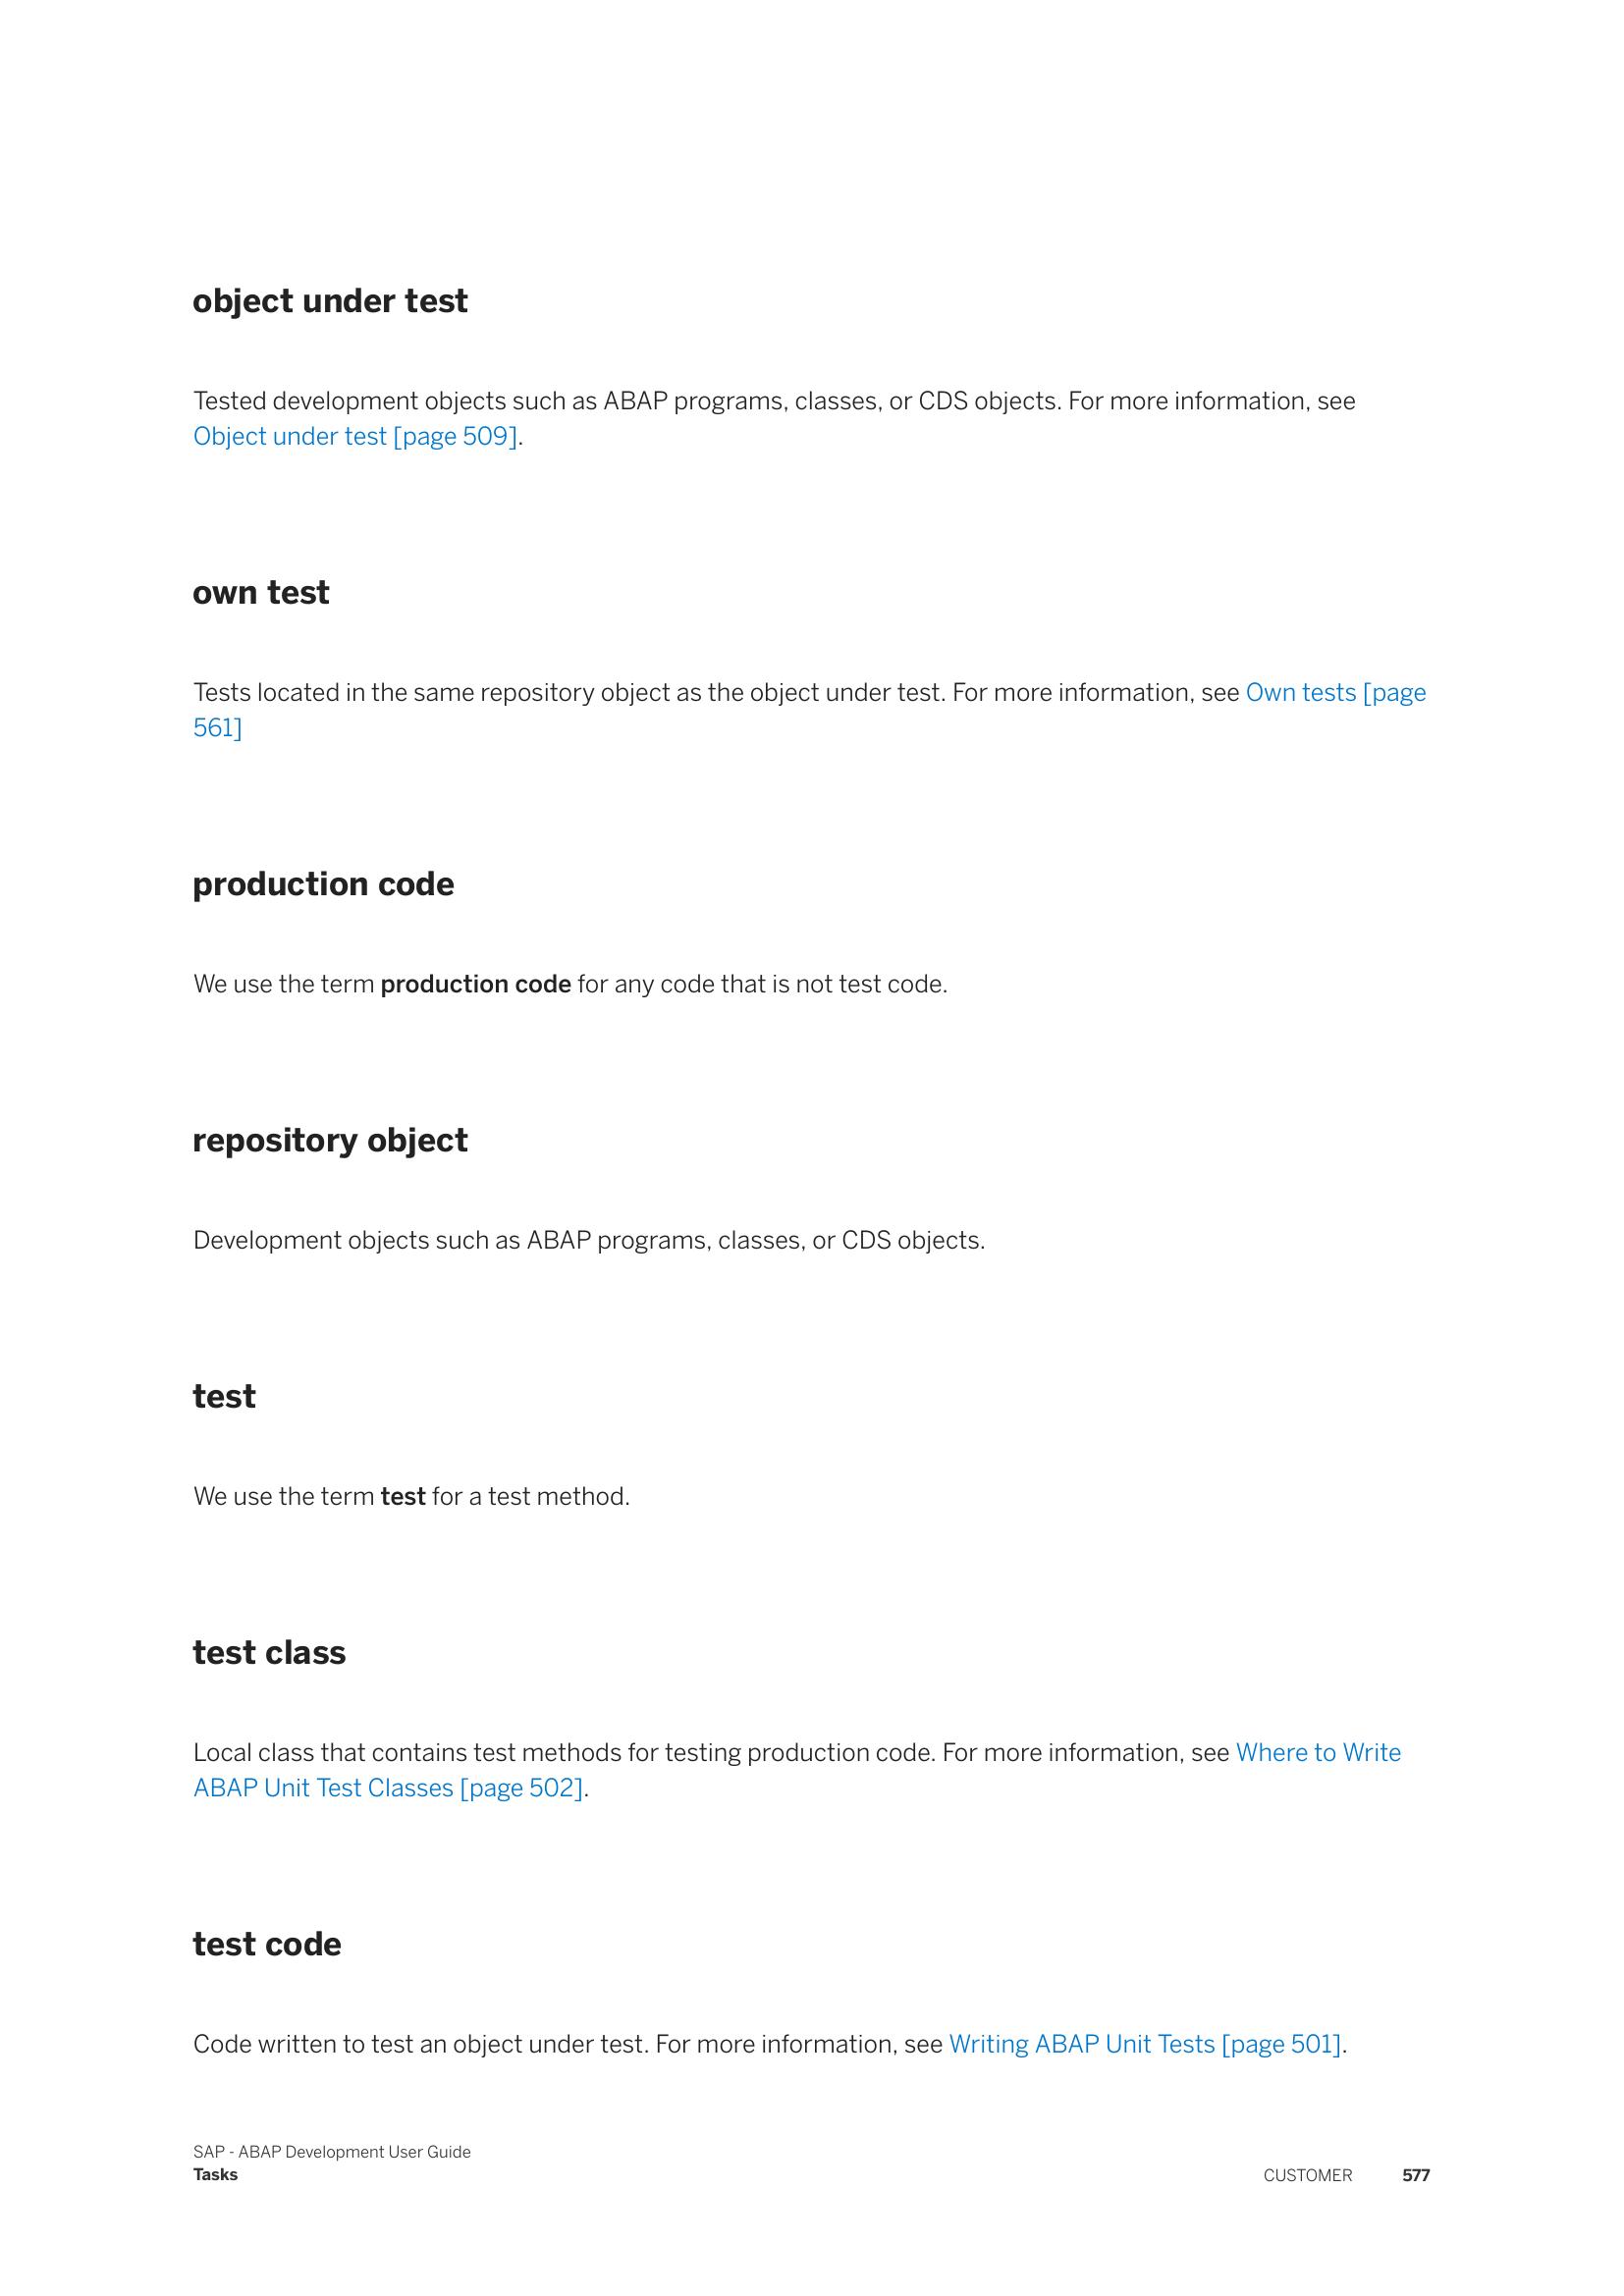 object under test
Tested development objects such as ABAP programs, classes, or CDS objects. For more information, see
Object under test [page 509].
own test
Tests located in the same repository object as the object under test. For more information, see Own tests [page
561]
production code
We use the term production code for any code that is not test code.
repository object
Development objects such as ABAP programs, classes, or CDS objects.
test
We use the term test for a test method.
test class
Local class that contains test methods for testing production code. For more information, see Where to Write
ABAP Unit Test Classes [page 502].
test code
Code written to test an object under test. For more information, see Writing ABAP Unit Tests [page 501].
SAP - ABAP Development User Guide
Tasks
CUSTOMER 577